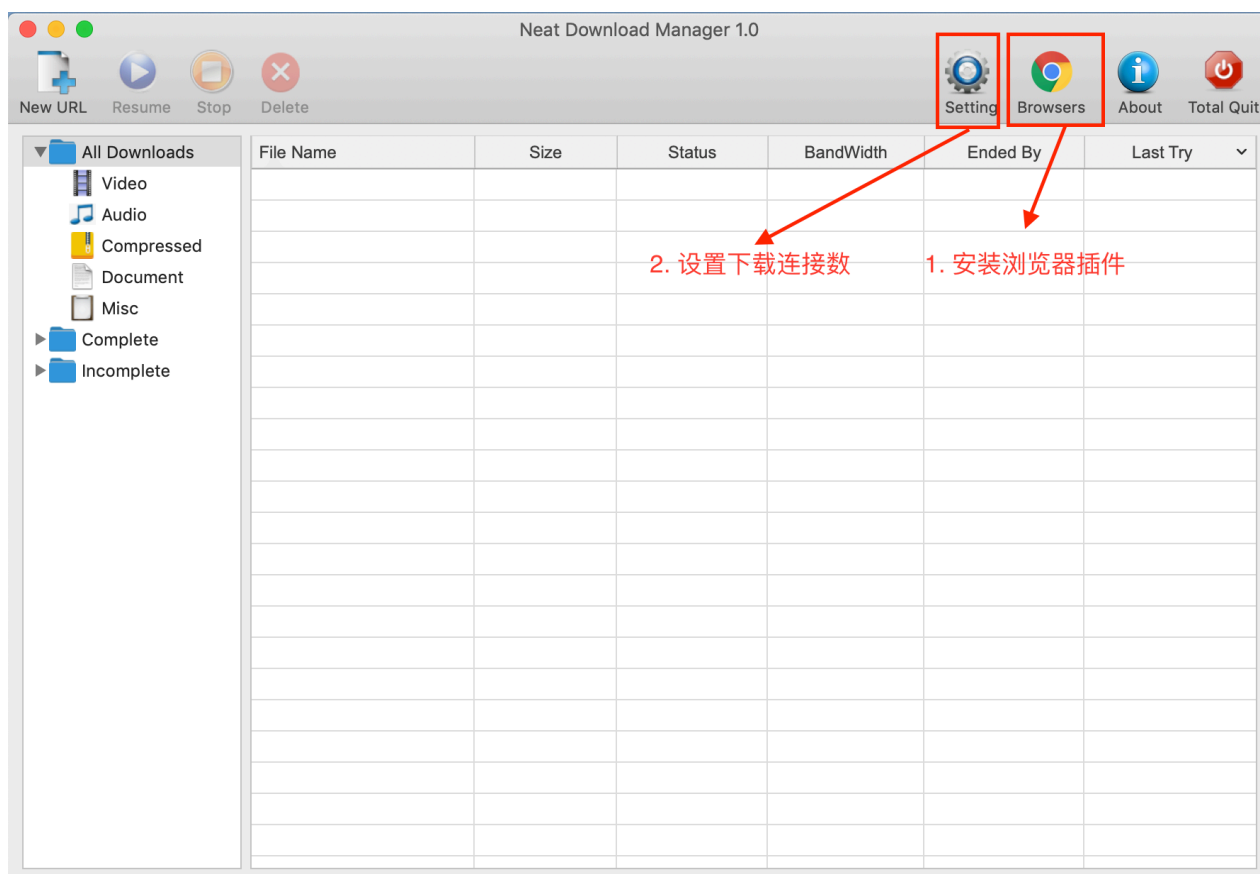 Neat Download Manager 1.0
New URL Resume Stop Delete Setting Browsers About Total Quit
All Downloads File Name Size Status BandWidth Ended By Last Try
Video
Audio
Compressed
2. 设置下载连接数 1. 安装浏览器插件
Document
Misc
Complete
Incomplete